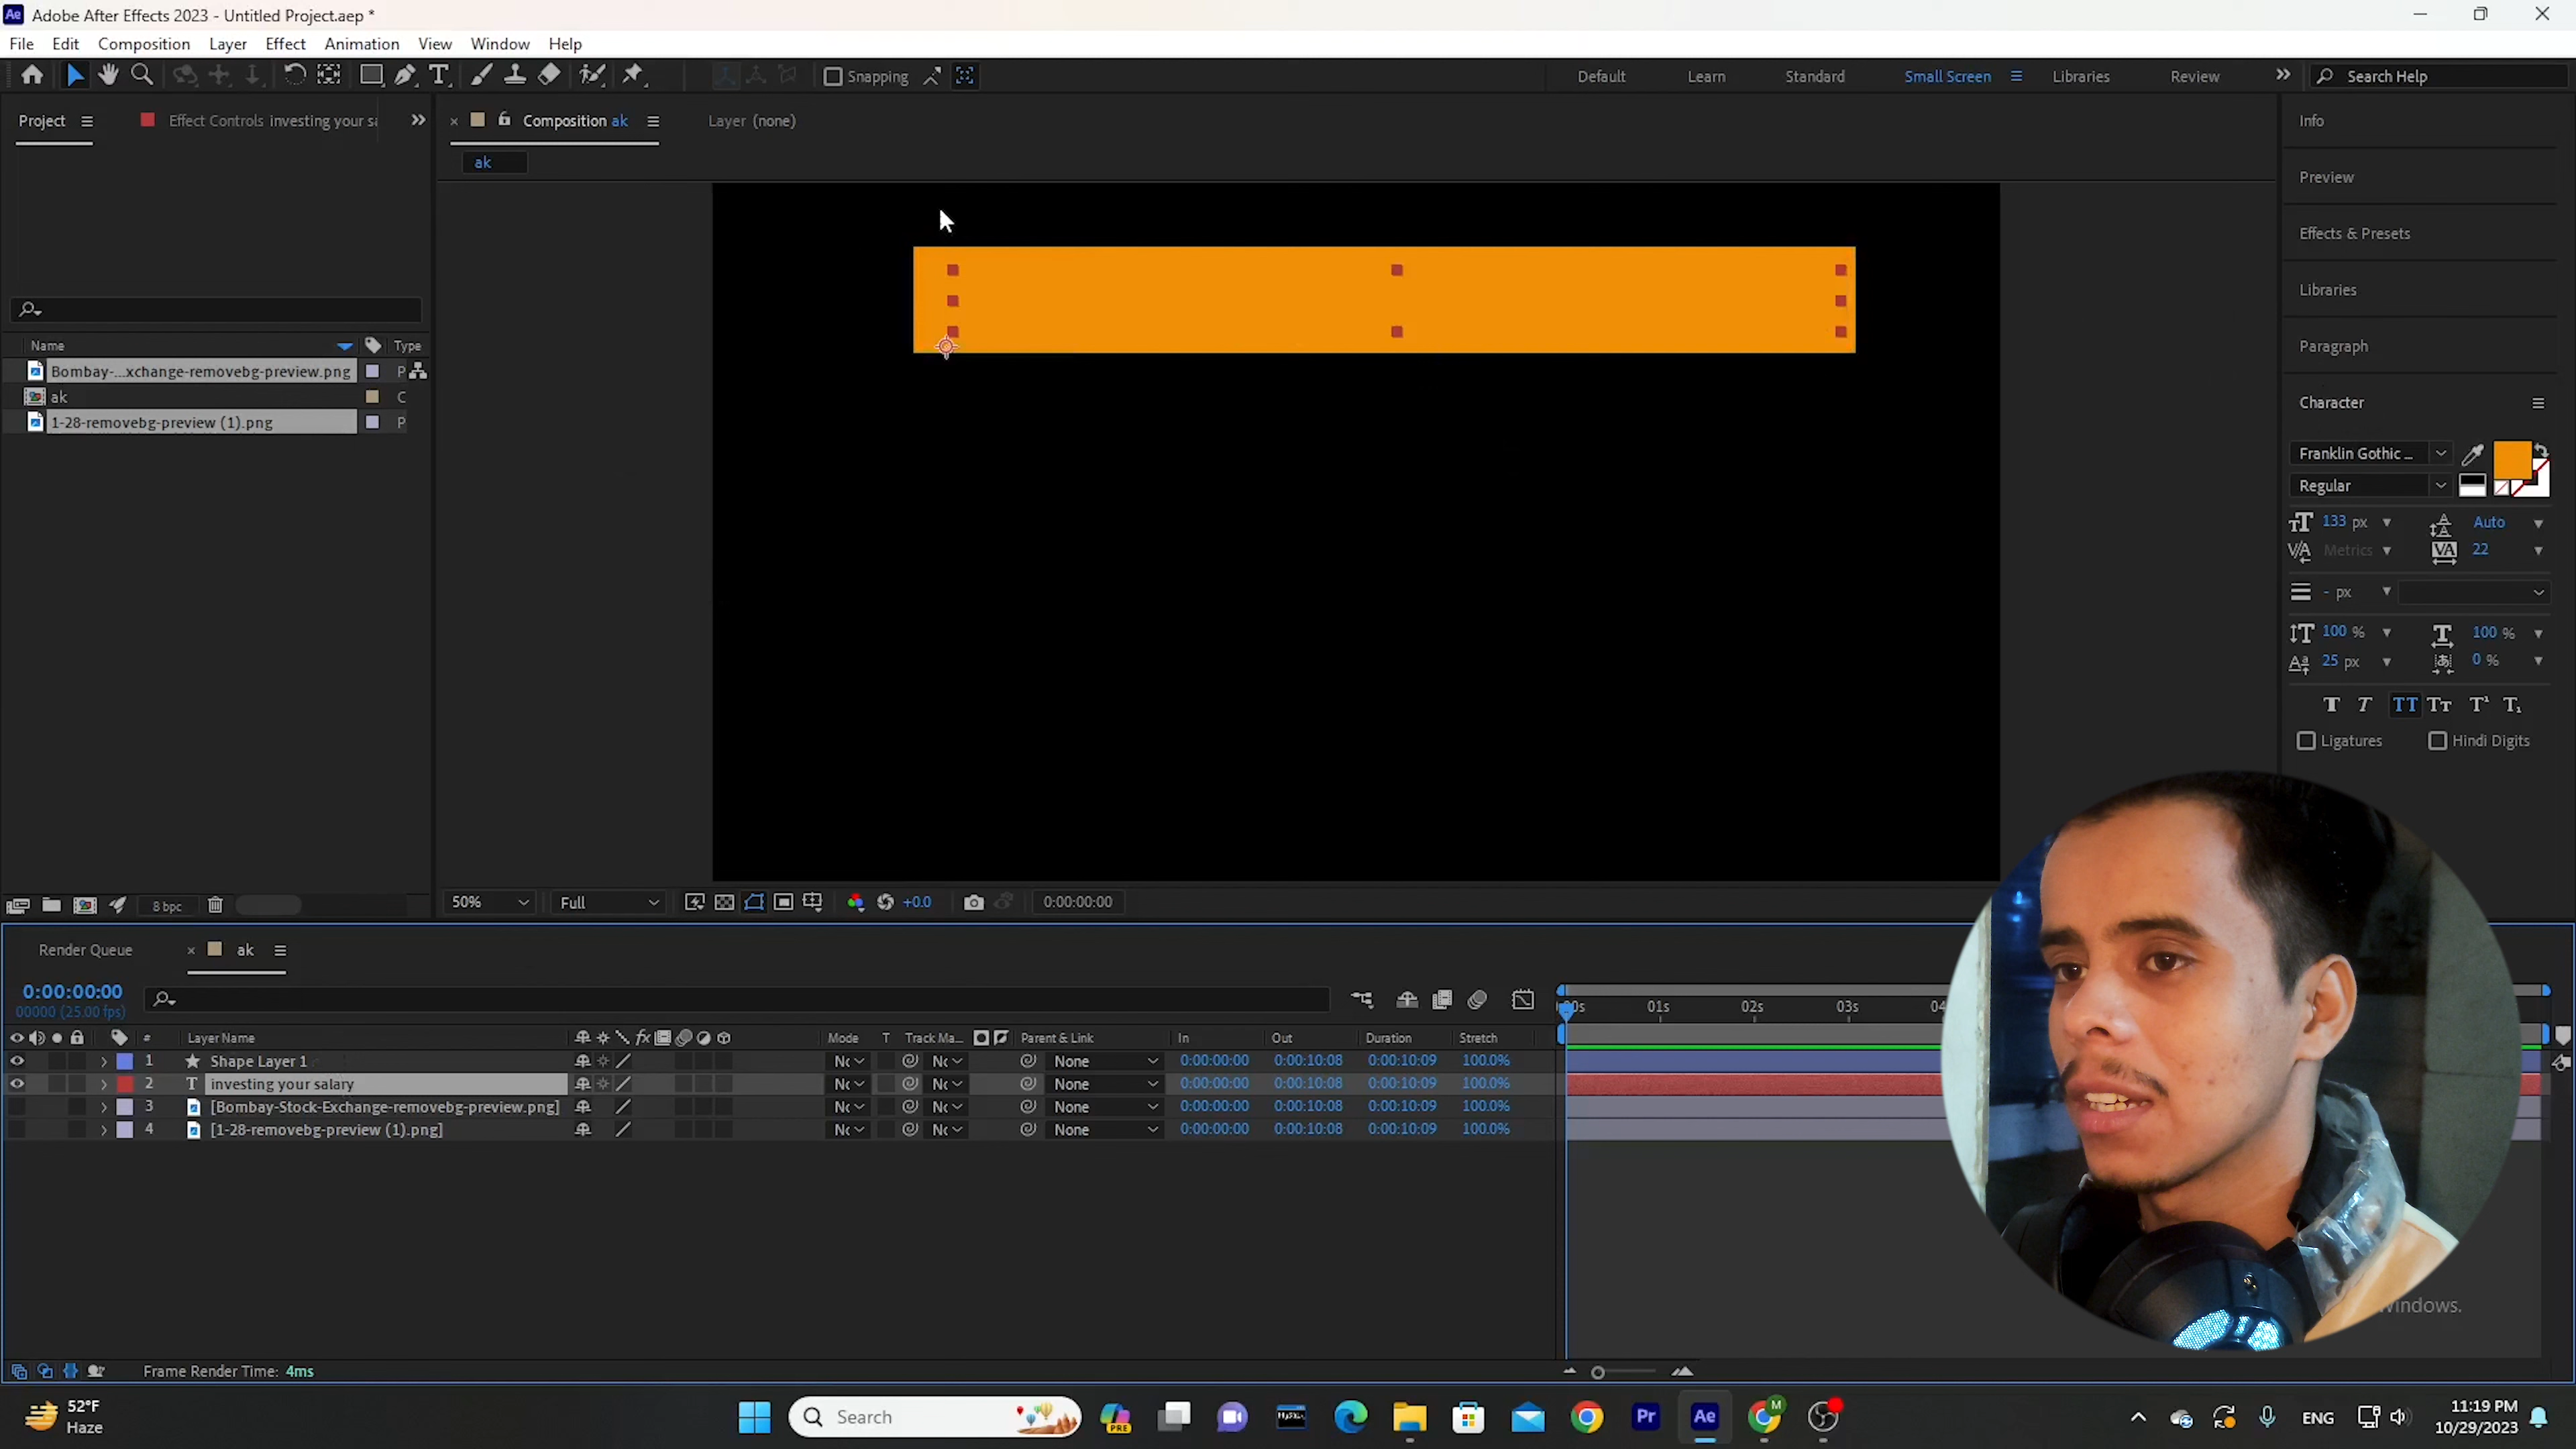 Adobe After Effects 2023 - Untitled Project.aep *
File Edit Composition Layer Effect Animation View Window Help
Snapping
Default Learn Standard Small Screen Libraries Review Search Help
Project Effect Controls investing your sa
Composition ak Layer (none)
ak
Info
Preview
Effects & Presets
Libraries
Paragraph
Character
Name Type
Bombay-...xchange-removebg-preview.png P
ak C
1-28-removebg-preview (1).png P
Franklin Gothic ...
Regular
133 px Auto
Metrics 22
- px
100 % 100 %
25 px 0 %
Ligatures Hindi Digits
8 bpc
50% Full +0.0 0:00:00:00
Render Queue ak
0:00:00:00
00000 (25.00 fps)
01s 02s 03s
# Layer Name Mode T Track Ma... Parent & Link In Out Duration Stretch
1 Shape Layer 1 None 0:00:00:00 0:00:10:08 0:00:10:09 100.0%
2 investing your salary None 0:00:00:00 0:00:10:08 0:00:10:09 100.0%
3 [Bombay-Stock-Exchange-removebg-preview.png] None 0:00:00:00 0:00:10:08 0:00:10:09 100.0%
4 [1-28-removebg-preview (1).png] None 0:00:00:00 0:00:10:08 0:00:10:09 100.0%
Frame Render Time: 4ms
52°F
Haze
Search
PRE
Pr
Ae
M
ENG
11:19 PM
10/29/2023